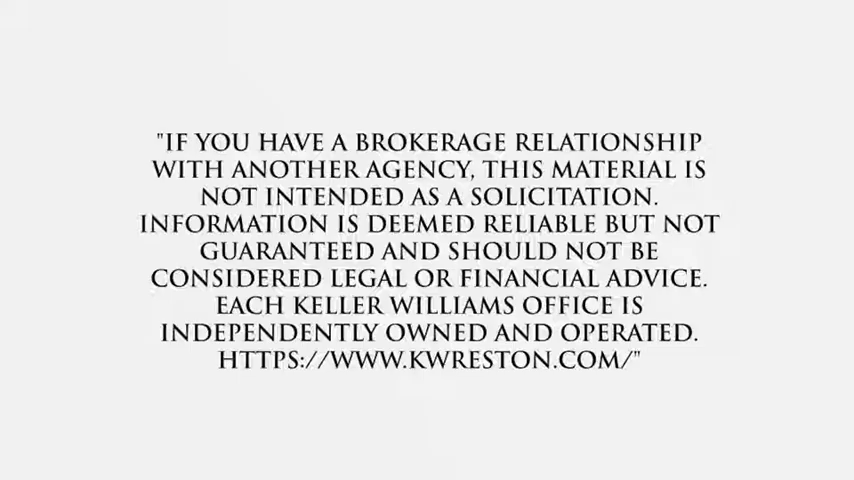 "IF YOU HAVE A BROKERAGE RELATIONSHIP
WITH ANOTHER AGENCY, THIS MATERIAL IS
NOT INTENDED AS A SOLICITATION.
INFORMATION IS DEEMED RELIABLE BUT NOT
GUARANTEED AND SHOULD NOT BE
CONSIDERED LEGAL OR FINANCIAL ADVICE.
EACH KELLER WILLIAMS OFFICE IS
INDEPENDENTLY OWNED AND OPERATED.
HTTPS://WWW.KWRESTON.COM/"